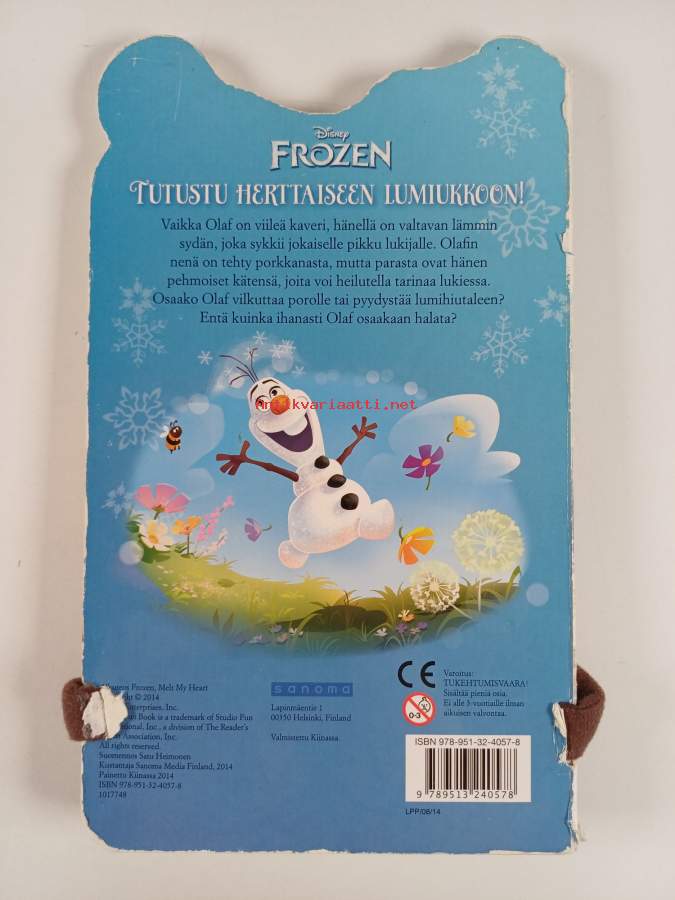 Disney
FROZEN
TUTUSTU HERTTAISEEN LUMIUKKOON!
Vaikka Olaf on viileä kaveri, hänellä on valtavan lämmin
sydän, joka sykkii jokaiselle pikku lukijalle. Olafin
nenä on tehty porkkanasta, mutta parasta ovat hänen
pehmoiset kätensä, joita voi heilutella tarinaa lukiessa.
Osaako Olaf vilkuttaa porolle tai pyydystää lumihiutaleen?
Entä kuinka ihanasti Olaf osaakaan halata?
antikvariaatti.net
Frozen, Melt My Heart
© 2014
Enterprises, Inc.
Book is a trademark of Studio Fun
Inc., a division of The Reader's
Association, Inc.
All rights reserved.
Suomennos Satu Heimonen
Kustantaja Sanoma Media Finland, 2014
Painettu Kiinassa 2014
ISBN 978-951-32-4057-8
1017748
sanoma
Lapinmäentie 1
00350 Helsinki, Finland
Valmistettu Kiinassa.
CE
0-3
Varoitus:
TUKEHTUMISVAARA!
Sisältää pieniä osia.
Ei alle 3-vuotiaille ilman
aikuisen valvontaa.
ISBN 978-951-32-4057-8
9 789513 240578
LPP/08/14